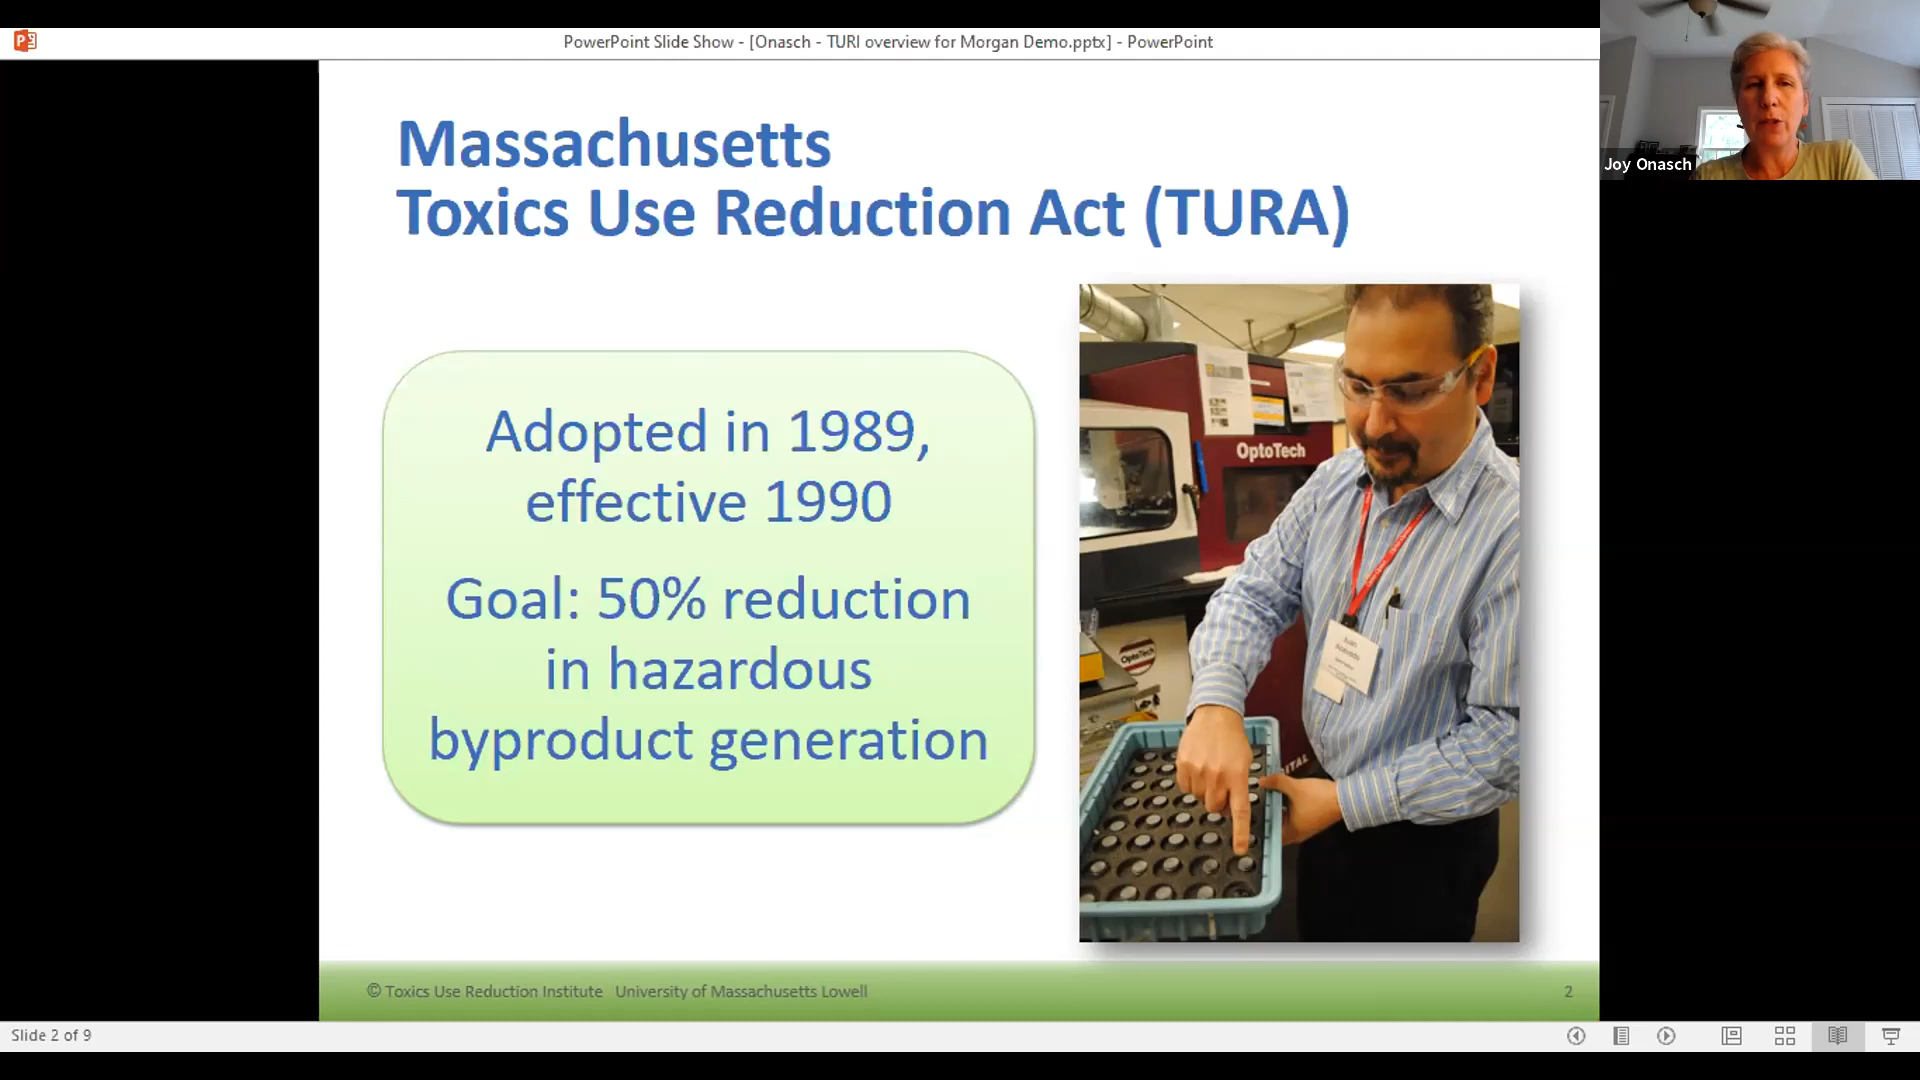 PowerPoint Slide Show - [Onasch - TURI overview for Morgan Demo.pptx] - PowerPoint
Joy Onasch
Massachusetts
Toxics Use Reduction Act (TURA)
Adopted in 1989,
effective 1990
Goal: 50% reduction
in hazardous
byproduct generation
OptoTech
OptoTech
© Toxics Use Reduction Institute University of Massachusetts Lowell
2
Slide 2 of 9